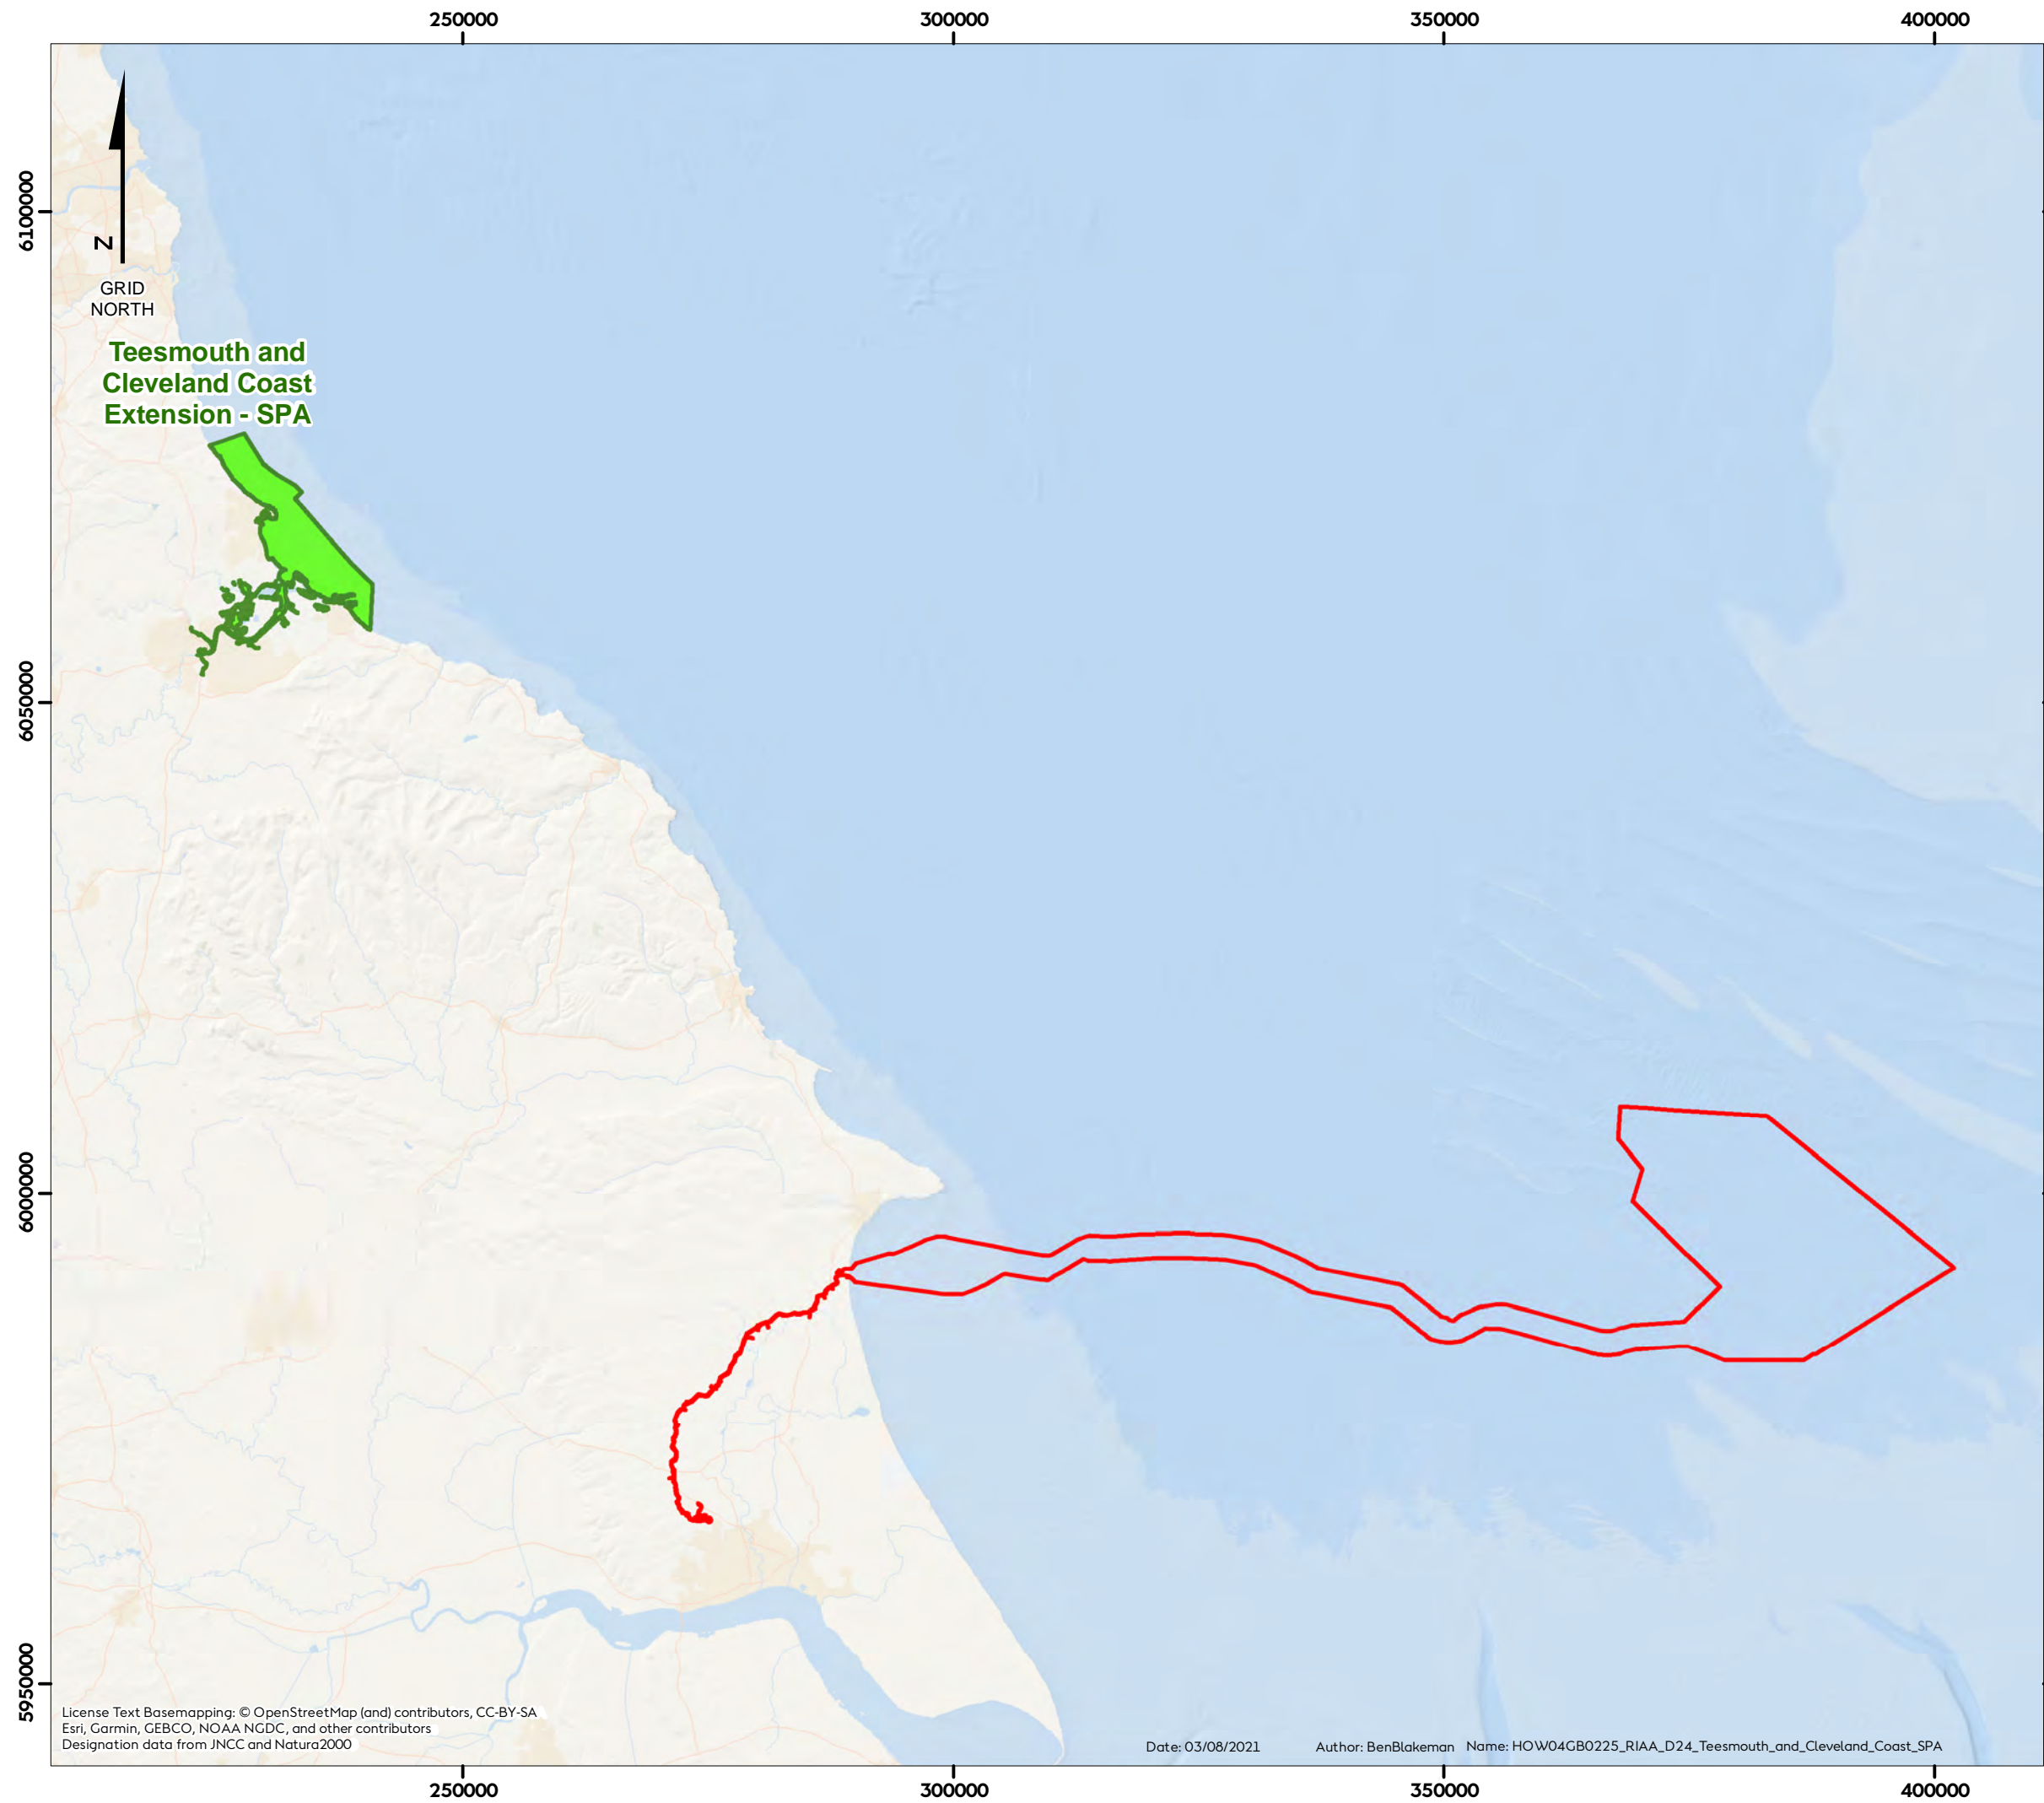 250000 300000 350000 400000
6100000
N
GRID
NORTH
Teesmouth and
Cleveland Coast
Extension - SPA
6050000
6000000
5950000
License Text Basemapping: © OpenStreetMap (and) contributors, CC-BY-SA
Esri, Garmin, GEBCO, NOAA NGDC, and other contributors
Designation data from JNCC and Natura2000
Date: 03/08/2021 Author: BenBlakeman Name: HOW04GB0225_RIAA_D24_Teesmouth_and_Cleveland_Coast_SPA
250000 300000 350000 400000